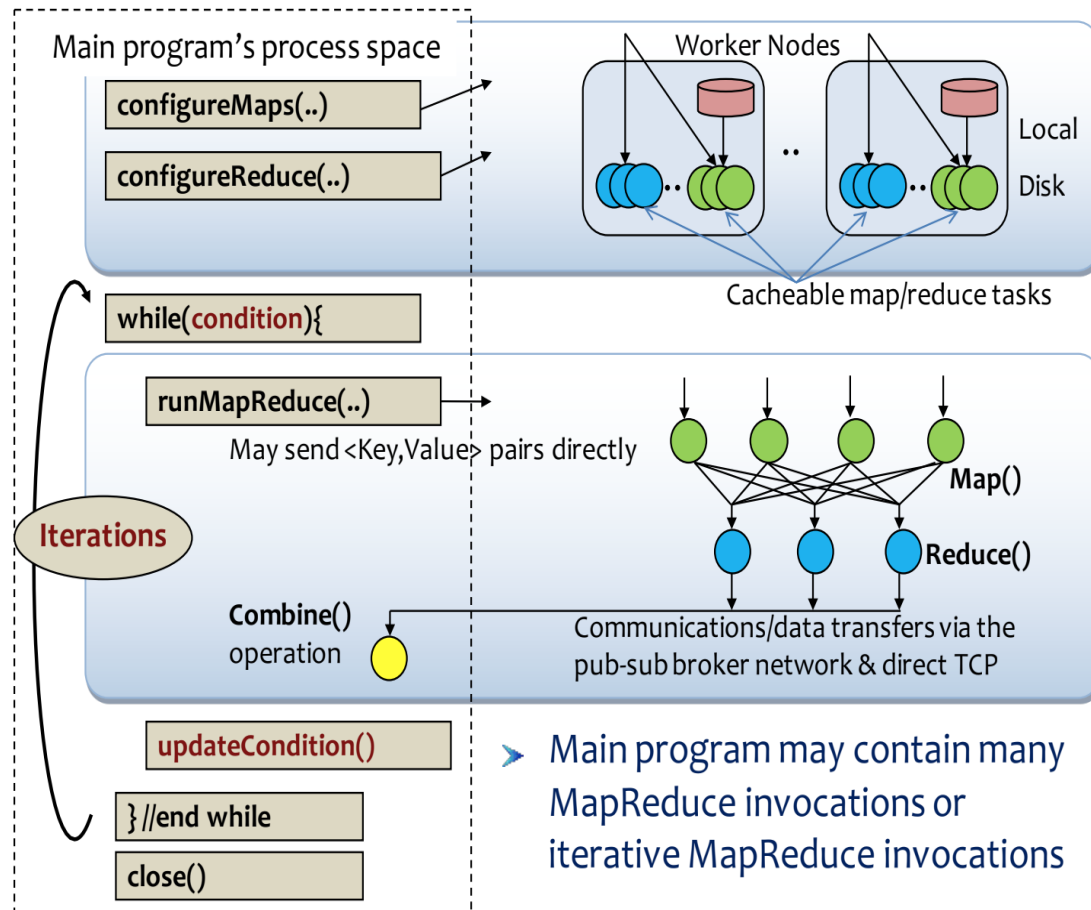 Main program's process space
Worker Nodes
configureMaps(..)
configureReduce(..)
Local
Disk
..
..
..
..
..
Cacheable map/reduce tasks
while(condition){
runMapReduce(..)
May send <Key,Value> pairs directly
Map()
Iterations
Reduce()
Combine()
operation
Communications/data transfers via the
pub-sub broker network & direct TCP
updateCondition()
Main program may contain many
MapReduce invocations or
iterative MapReduce invocations
} //end while
close()